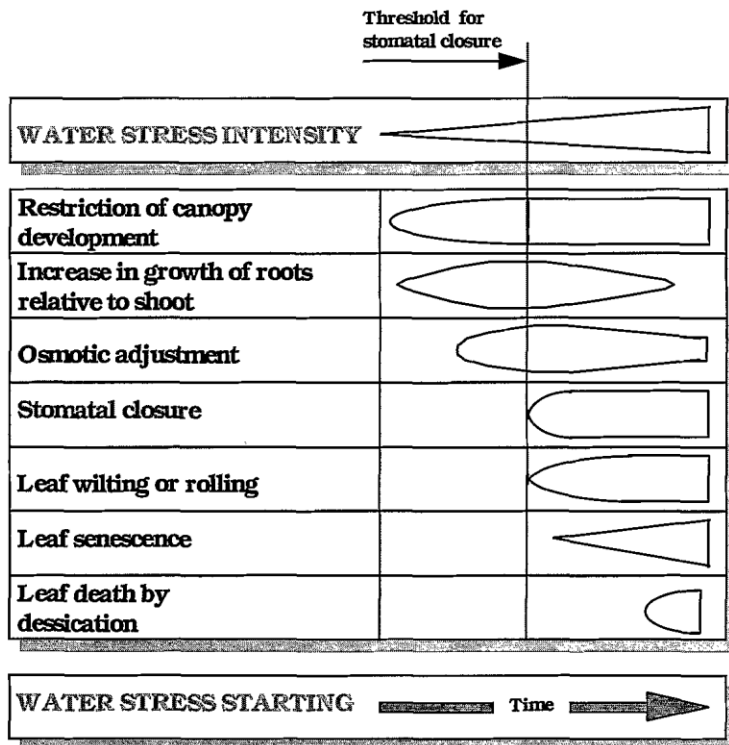 Threshold for
stomatal closure
WATER STRESS INTENSITY
Restriction of canopy
development
Increase in growth of roots
relative to shoot
Osmotic adjustment
Stomatal closure
Leaf wilting or rolling
Leaf senescence
Leaf death by
dessication
WATER STRESS STARTING Time